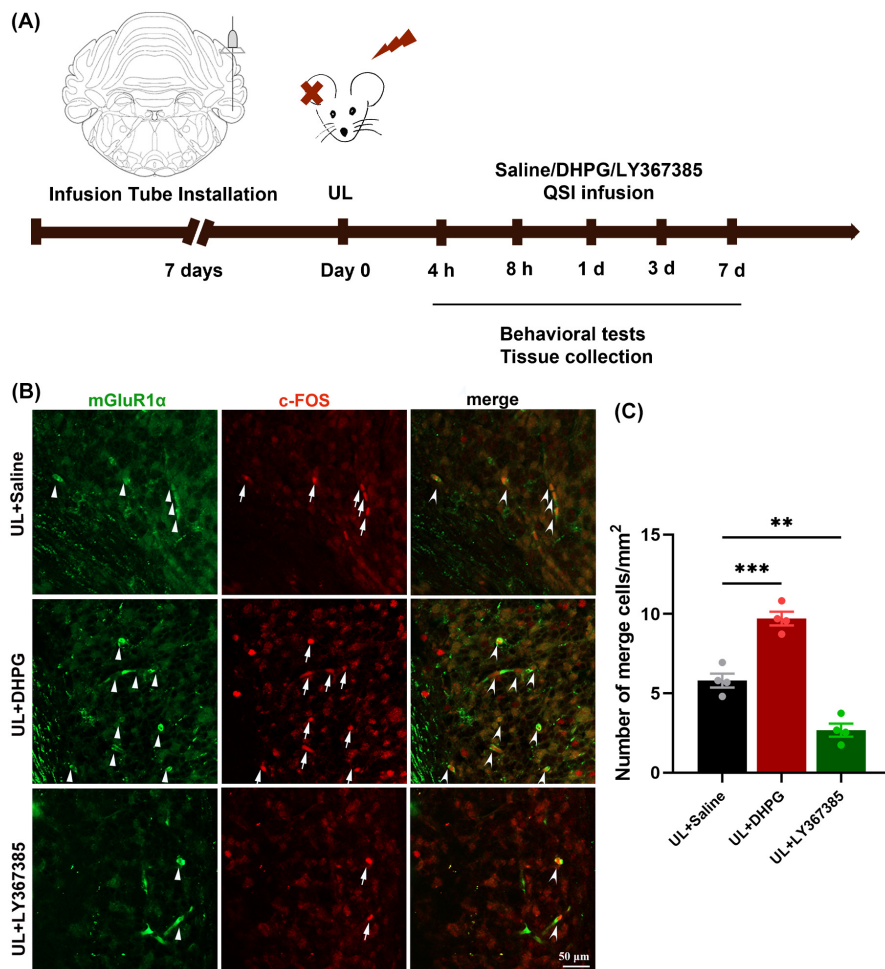 (A)
Infusion Tube Installation
UL
Saline/DHPG/LY367385
QSI infusion
7 days
Day 0
4 h
8 h
1 d
3 d
7 d
Behavioral tests
Tissue collection
(B)
mGluR1α
c-FOS
merge
UL+Saline
UL+DHPG
UL+LY367385
50 µm
(C)
Number of merge cells/mm²
15
10
5
0
**
***
UL+Saline
UL+DHPG
UL+LY367385